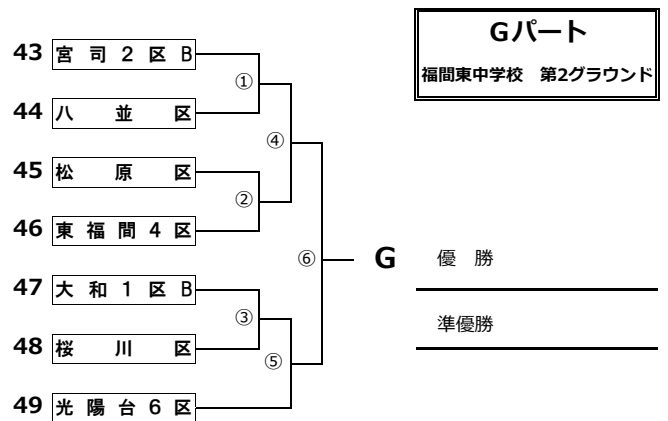 Gパート
福間東中学校 第2グラウンド
43 宮司2区B
①
44 八並区
④
45 松原区
②
46 東福間4区
⑥
G 優勝
47 大和1区B
③
準優勝
48 桜川区
⑤
49 光陽台6区